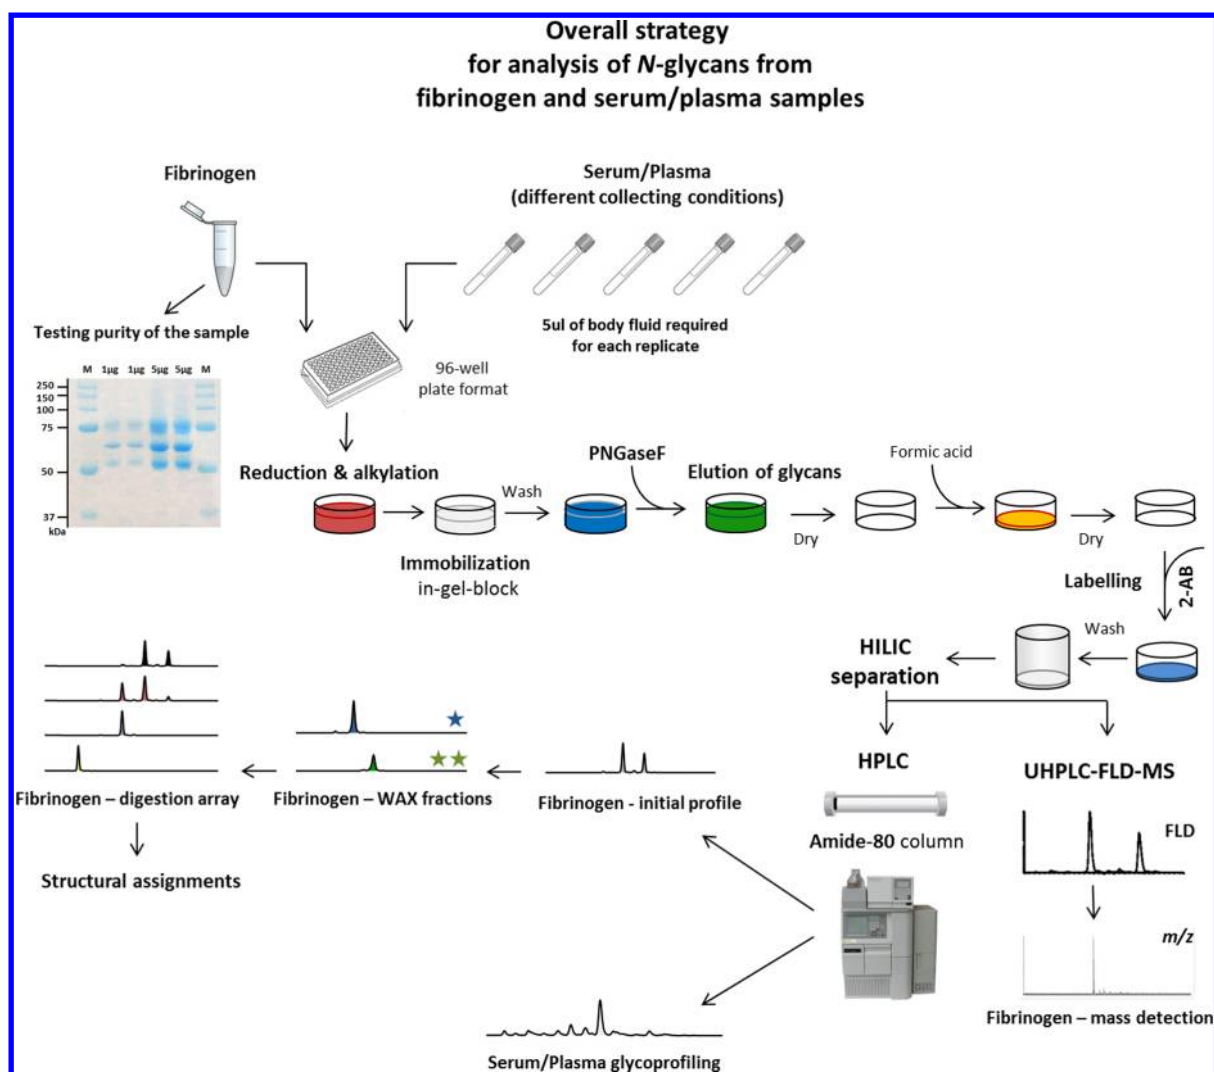 Overall strategy
for analysis of N-glycans from
fibrinogen and serum/plasma samples
Fibrinogen
Serum/Plasma
(different collecting conditions)
Testing purity of the sample
5ul of body fluid required
for each replicate
M 1µg 1µg 5µg 5µg M
250
150
100
75
50
37
kDa
96-well
plate format
Reduction & alkylation
Immobilization
in-gel-block
Wash
PNGaseF
Elution of glycans
Dry
Formic acid
Dry
Labelling
2-AB
Wash
HILIC
separation
HPLC
Amide-80 column
UHPLC-FLD-MS
FLD
m/z
Fibrinogen – mass detection
Fibrinogen - initial profile
Fibrinogen – WAX fractions
Fibrinogen – digestion array
Structural assignments
Serum/Plasma glycoprofiling